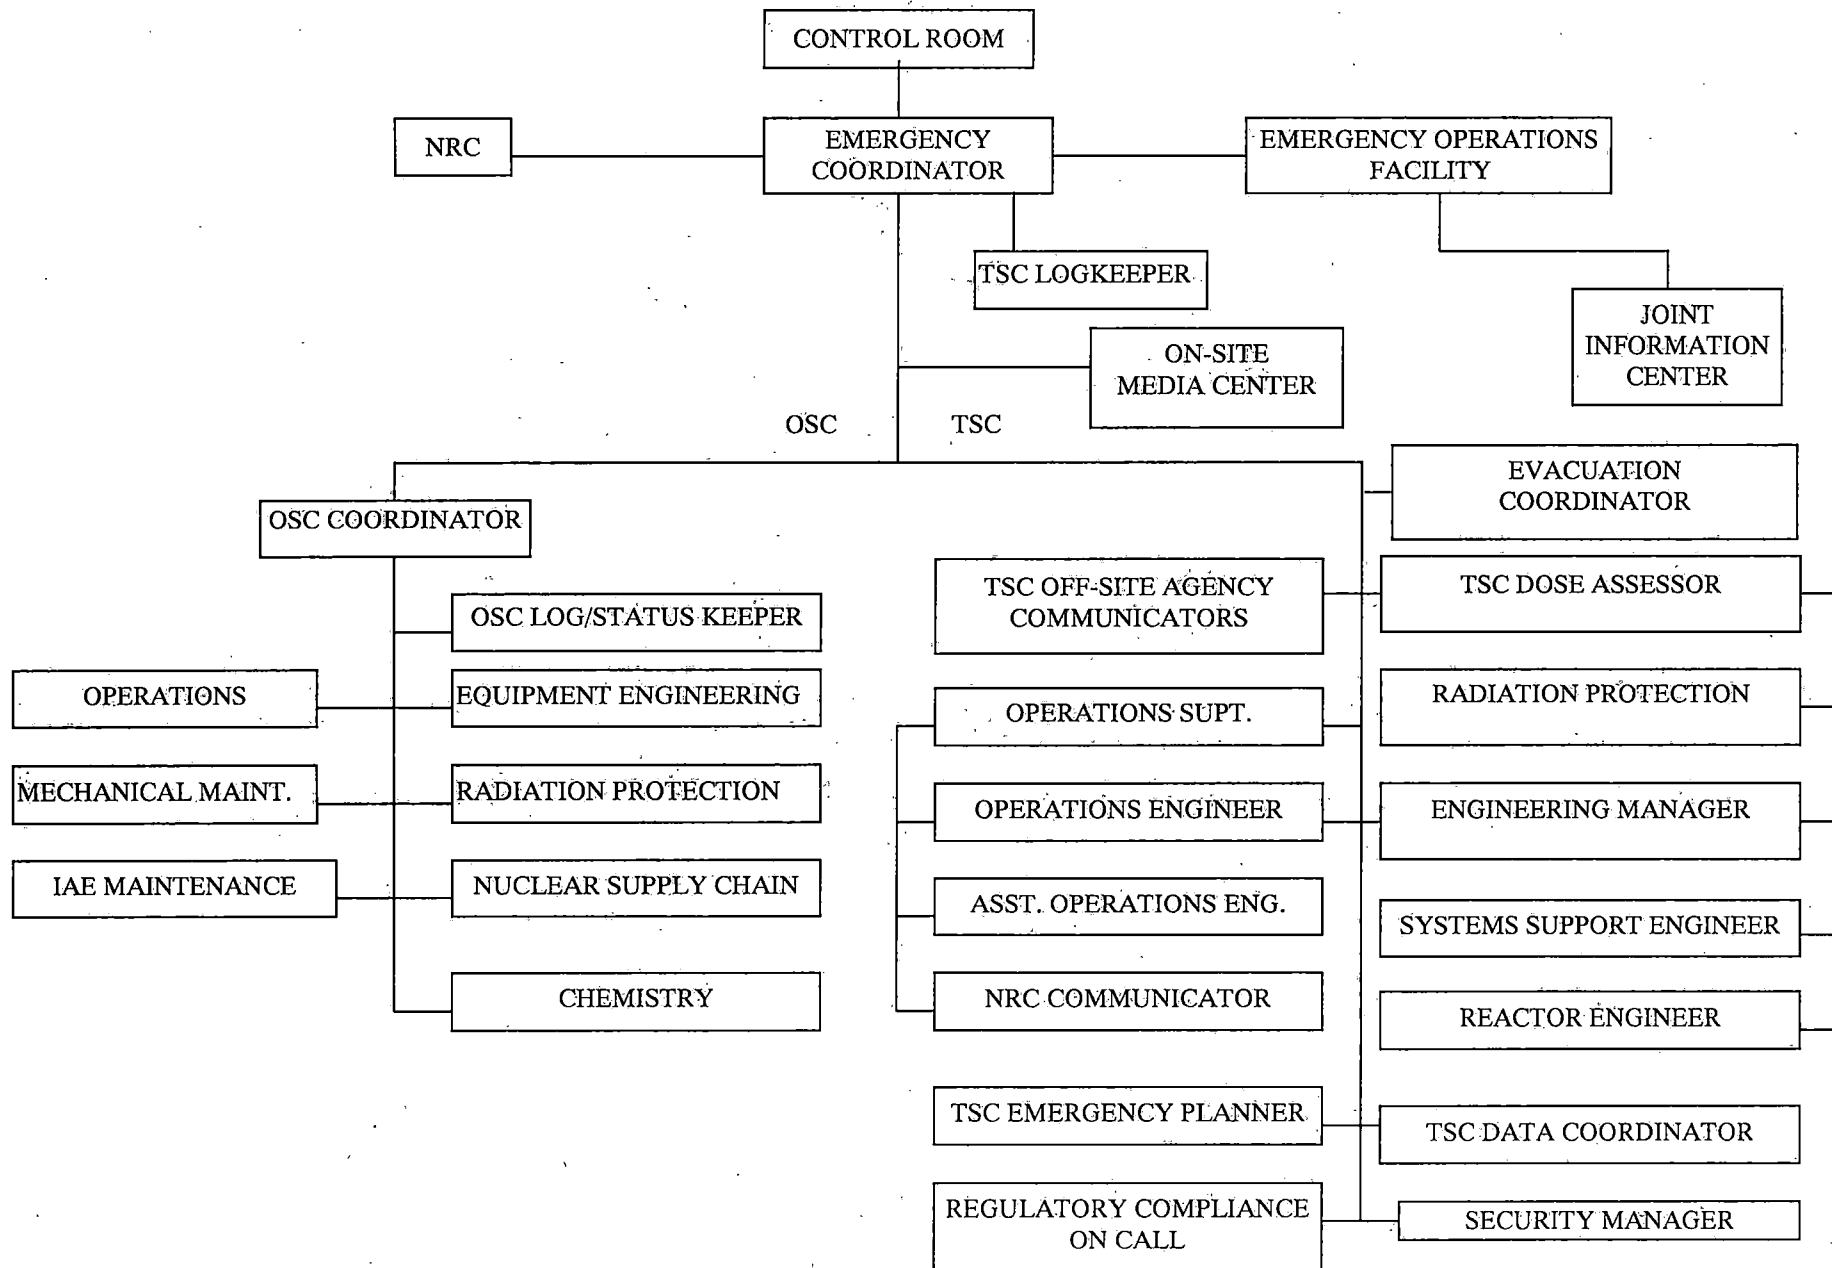 CONTROL ROOM
NRC
EMERGENCY
COORDINATOR
EMERGENCY OPERATIONS
FACILITY
TSC LOGKEEPER
JOINT
INFORMATION
CENTER
ON-SITE
MEDIA CENTER
OSC
TSC
EVACUATION
COORDINATOR
OSC COORDINATOR
OSC LOG/STATUS KEEPER
OPERATIONS
EQUIPMENT ENGINEERING
MECHANICAL MAINT.
RADIATION PROTECTION
IAE MAINTENANCE
NUCLEAR SUPPLY CHAIN
CHEMISTRY
TSC OFF-SITE AGENCY
COMMUNICATORS
TSC DOSE ASSESSOR
OPERATIONS SUPT.
RADIATION PROTECTION
OPERATIONS ENGINEER
ENGINEERING MANAGER
ASST. OPERATIONS ENG.
SYSTEMS SUPPORT ENGINEER
NRC COMMUNICATOR
REACTOR ENGINEER
TSC EMERGENCY PLANNER
TSC DATA COORDINATOR
REGULATORY COMPLIANCE
ON CALL
SECURITY MANAGER